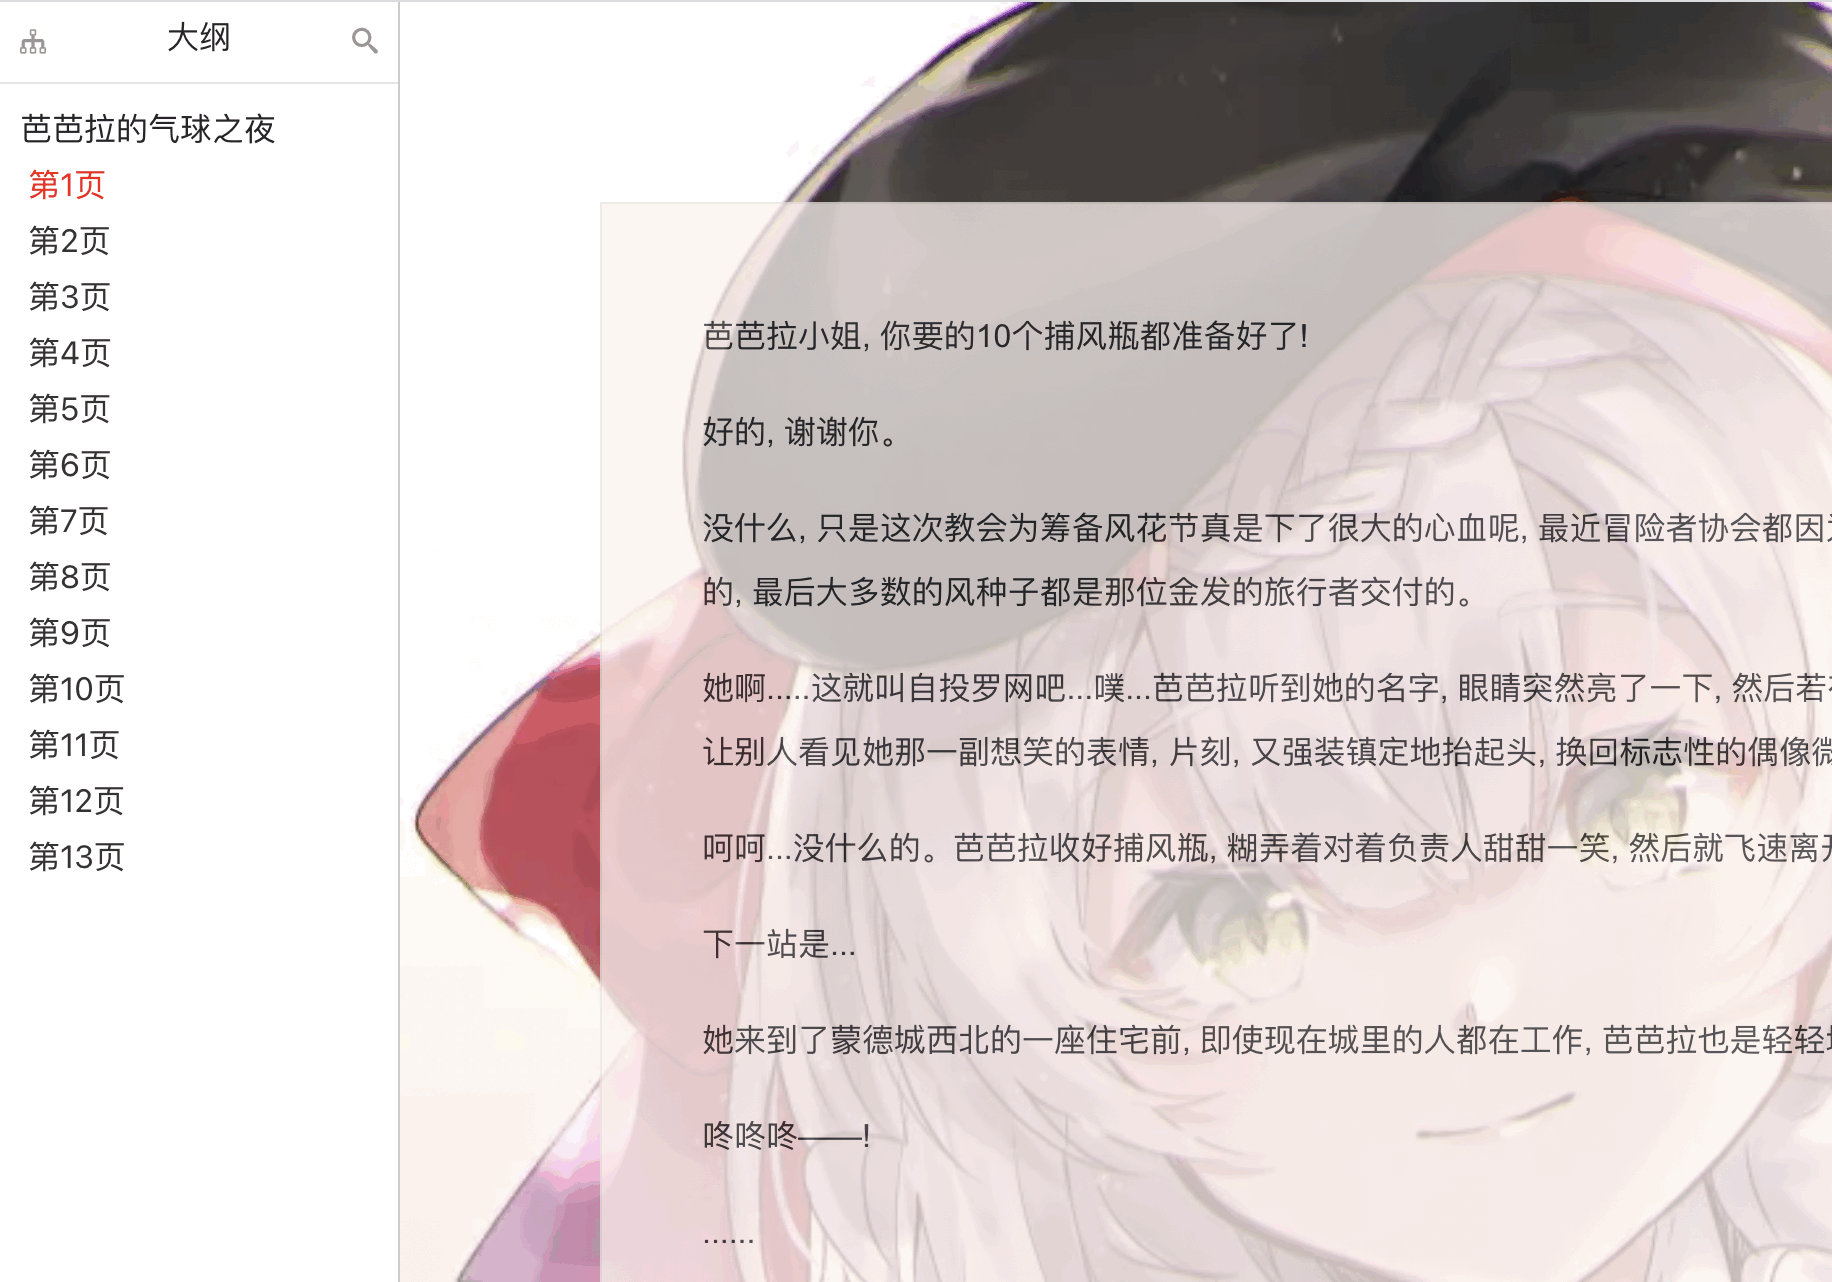 大纲
芭芭拉的气球之夜
第1页
第2页
第3页
第4页
第5页
第6页
第7页
第8页
第9页
第10页
第11页
第12页
第13页
芭芭拉小姐, 你要的10个捕风瓶都准备好了!
好的, 谢谢你。
没什么, 只是这次教会为筹备风花节真是下了很大的心血呢, 最近冒险者协会都因
的, 最后大多数的风种子都是那位金发的旅行者交付的。
她啊.....这就叫自投罗网吧...噗...芭芭拉听到她的名字, 眼睛突然亮了一下, 然后若
让别人看见她那一副想笑的表情, 片刻, 又强装镇定地抬起头, 换回标志性的偶像微
呵呵...没什么的。芭芭拉收好捕风瓶, 糊弄着对着负责人甜甜一笑, 然后就飞速离开
下一站是...
她来到了蒙德城西北的一座住宅前, 即使现在城里的人都在工作, 芭芭拉也是轻轻地
咚咚咚——!
......